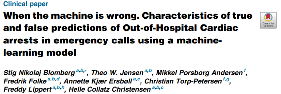 Clinical paper
When the machine is wrong. Characteristics of true
and false predictions of Out-of-Hospital Cardiac
arrests in emergency calls using a machine-
learning model
Stig Nikolaj Blomberg, Theo W. Jensen, Mikkel Porsborg Andersen,
Fredrik Folke, Annette Kjær Ersbøll, Christian Torp-Petersen,
Freddy Lippert, Helle Collatz Christensen